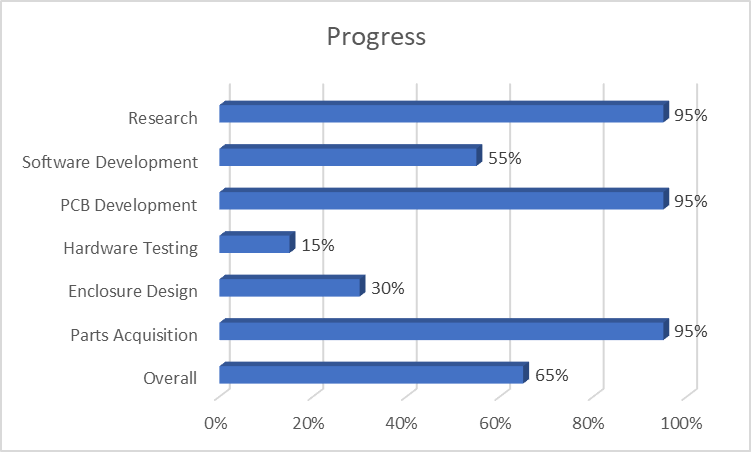 Progress
Research 95%
Software Development 55%
PCB Development 95%
Hardware Testing 15%
Enclosure Design 30%
Parts Acquisition 95%
Overall 65%
0% 20% 40% 60% 80% 100%